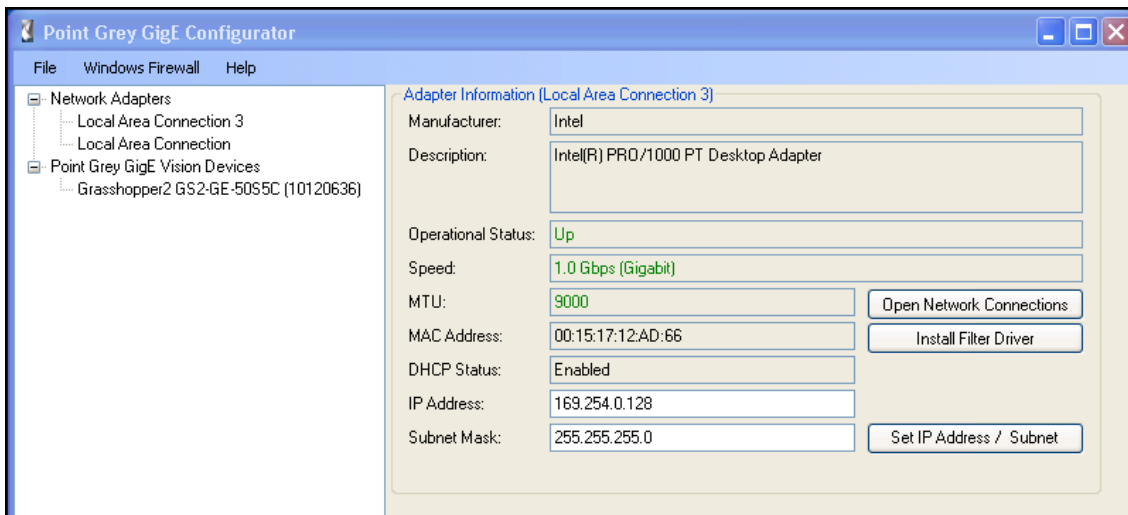 Point Grey GigE Configurator
File Windows Firewall Help
Network Adapters
Local Area Connection 3
Local Area Connection
Point Grey GigE Vision Devices
Grasshopper2 GS2-GE-50S5C (10120636)
Adapter Information (Local Area Connection 3)
Manufacturer: Intel
Description: Intel(R) PRO/1000 PT Desktop Adapter
Operational Status: Up
Speed: 1.0 Gbps (Gigabit)
MTU: 9000 Open Network Connections
MAC Address: 00:15:17:12:AD:66 Install Filter Driver
DHCP Status: Enabled
IP Address: 169.254.0.128
Subnet Mask: 255.255.255.0 Set IP Address / Subnet